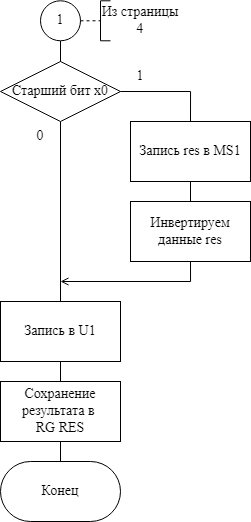 1
Из страницы
4
Старший бит x0
1
0
Запись res в MS1
Инвертируем
данные res
Запись в U1
Сохранение
результата в
RG RES
Конец